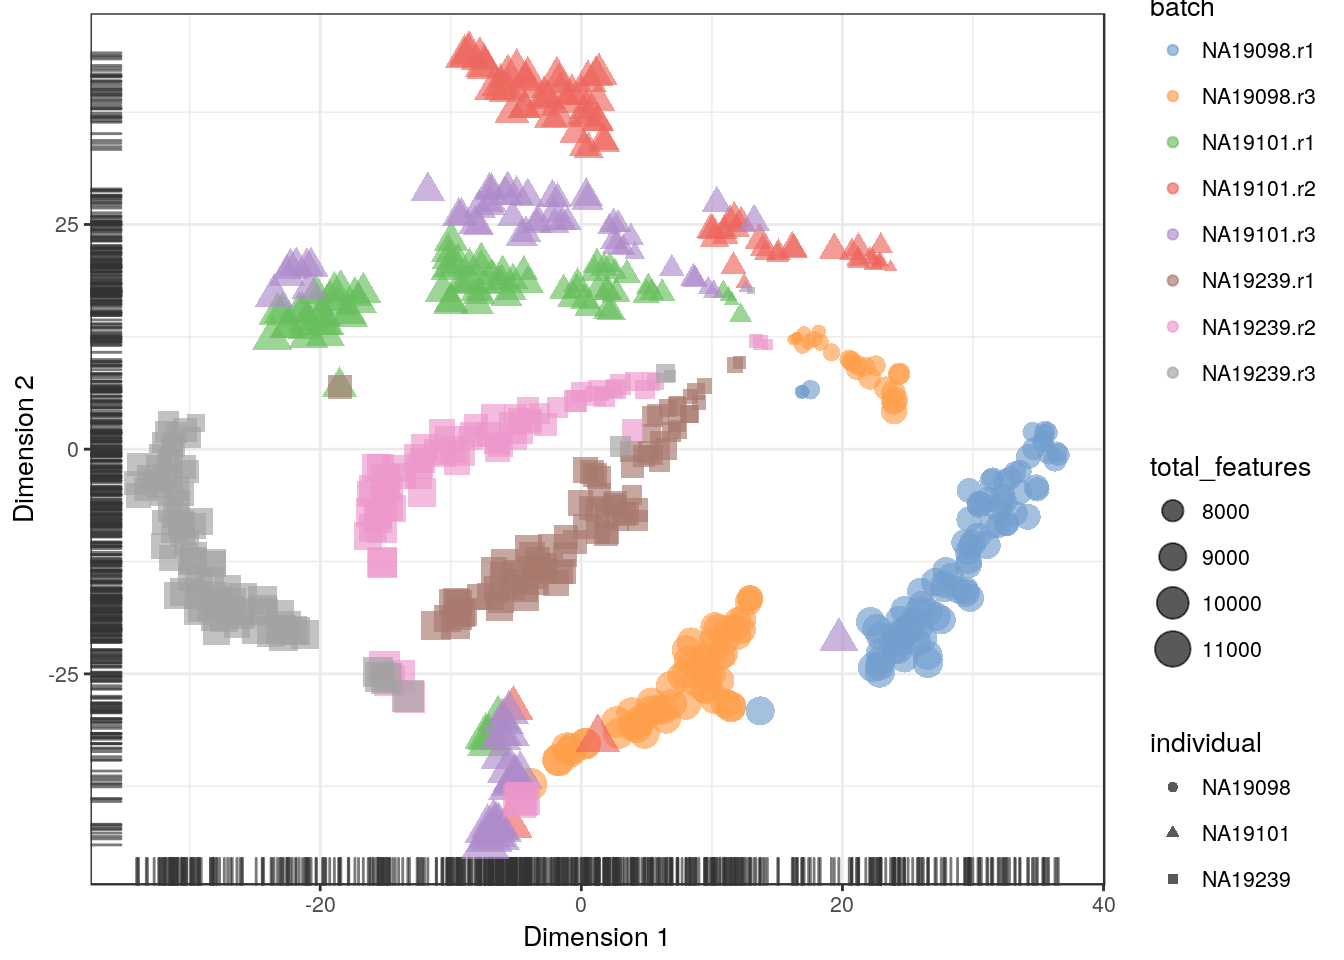 batch
NA19098.r1
NA19098.r3
NA19101.r1
NA19101.r2
NA19101.r3
NA19239.r1
NA19239.r2
NA19239.r3
total_features
8000
9000
10000
11000
individual
NA19098
NA19101
NA19239
Dimension 2
25
0
-25
-20
0
20
40
Dimension 1